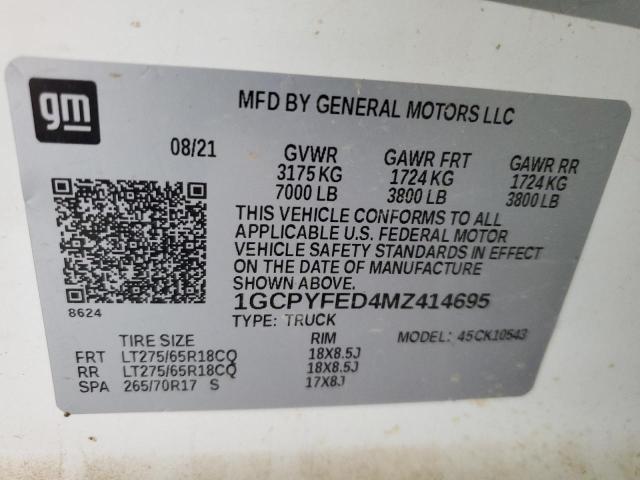 gm
MFD BY GENERAL MOTORS LLC
08/21 GVWR GAWR FRT GAWR RR
3175 KG 1724 KG 1724 KG
7000 LB 3800 LB 3800 LB
THIS VEHICLE CONFORMS TO ALL
APPLICABLE U.S. FEDERAL MOTOR
VEHICLE SAFETY STANDARDS IN EFFECT
ON THE DATE OF MANUFACTURE
SHOWN ABOVE.
8624
1GCPYFED4MZ414695
TYPE: TRUCK MODEL: 45CK10543
TIRE SIZE RIM
FRT LT275/65R18CQ 18X8.5J
RR LT275/65R18CQ 18X8.5J
SPA 265/70R17 S 17X8J